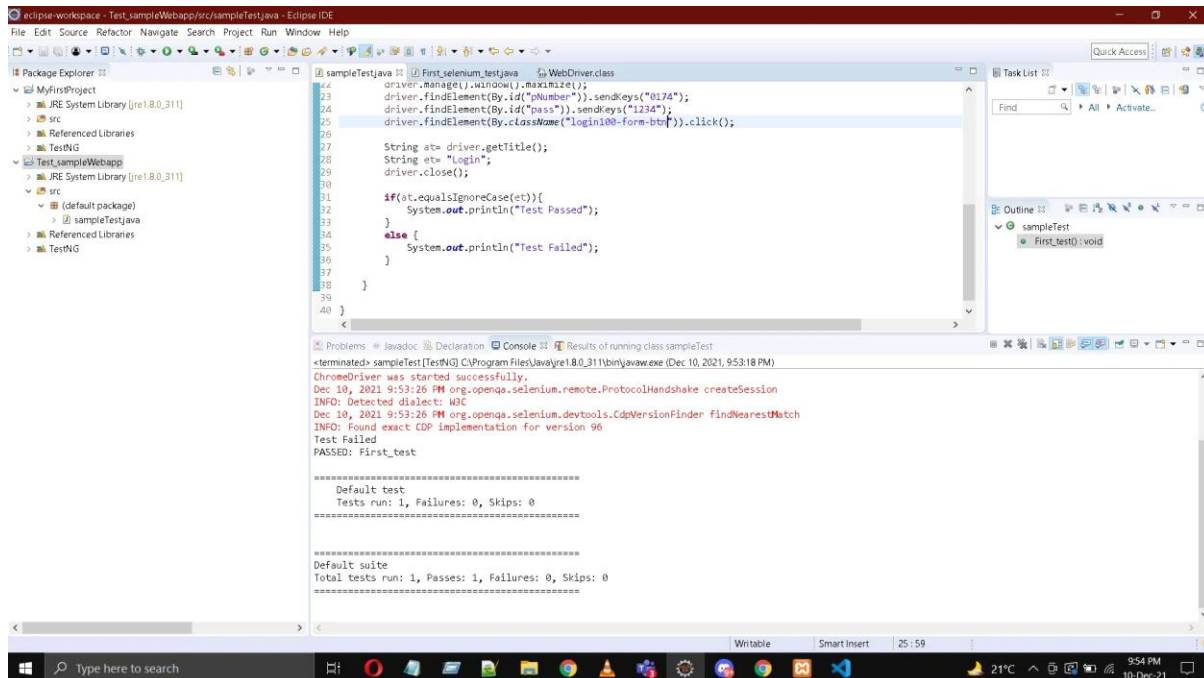 eclipse-workspace - Test_sampleWebapp/src/sampleTest.java - Eclipse IDE
File Edit Source Refactor Navigate Search Project Run Window Help
Quick Access
Package Explorer
MyFirstProject
JRE System Library [jre1.8.0_311]
src
Referenced Libraries
TestNG
Test_sampleWebapp
JRE System Library [jre1.8.0_311]
src
(default package)
sampleTest.java
Referenced Libraries
TestNG
sampleTest.java First_selenium_test.java WebDriver.class
22 driver.manage().window().maximize();
23 driver.findElement(By.id("pNumber")).sendKeys("0174");
24 driver.findElement(By.id("pass")).sendKeys("1234");
25 driver.findElement(By.className("login100-form-btn")).click();
27 String at= driver.getTitle();
28 String et= "Login";
29 driver.close();
30
31 if(at.equalsIgnoreCase(et)){
32 System.out.println("Test Passed");
33 }
34 else {
35 System.out.println("Test Failed");
36 }
37
38 }
39
40 }
Task List
Find All Activate...
Outline
sampleTest
First_test() : void
Problems Javadoc Declaration Console Results of running class sampleTest
<terminated> sampleTest [TestNG] C:\Program Files\Java\jre1.8.0_311\bin\javaw.exe (Dec 10, 2021, 9:53:18 PM)
ChromeDriver was started successfully.
Dec 10, 2021 9:53:26 PM org.openqa.selenium.remote.ProtocolHandshake createSession
INFO: Detected dialect: W3C
Dec 10, 2021 9:53:26 PM org.openqa.selenium.devtools.CdpVersionFinder findNearestMatch
INFO: Found exact CDP implementation for version 96
Test Failed
PASSED: First_test
===============================================
Default test
Tests run: 1, Failures: 0, Skips: 0
===============================================
===============================================
Default suite
Total tests run: 1, Passes: 1, Failures: 0, Skips: 0
===============================================
Writable Smart Insert 25 : 59
Type here to search
21°C
9:54 PM
10-Dec-21